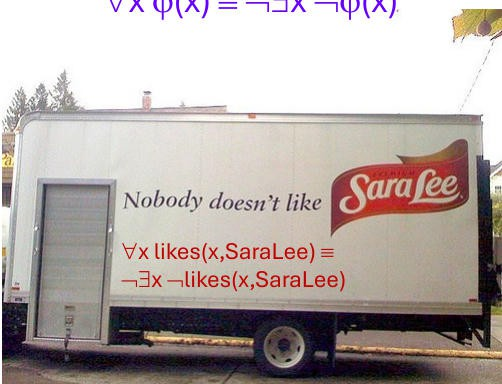 ∀x φ(x) ≡ ¬∃x ¬φ(x)
Nobody doesn't like
PREMIUM
Sara Lee
∀x likes(x,SaraLee) ≡
¬∃x ¬likes(x,SaraLee)